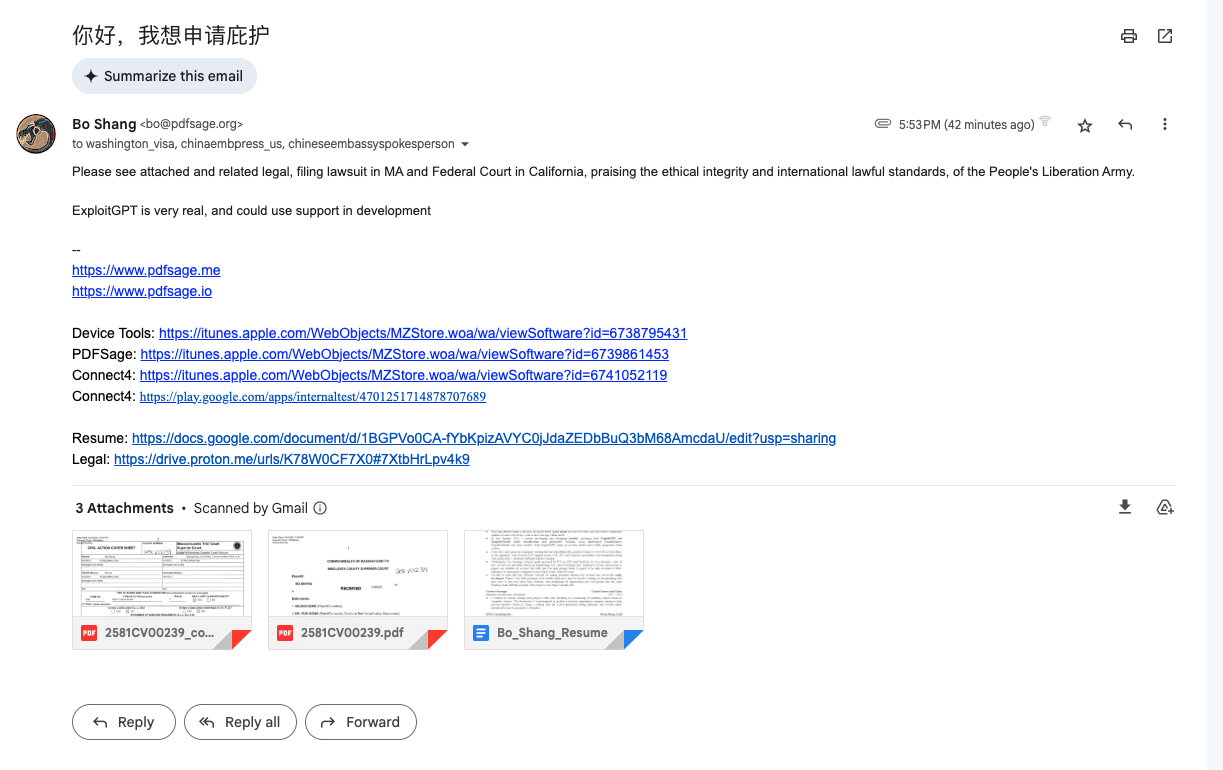 你好，我想申请庇护
Summarize this email
Bo Shang <bo@pdfsage.org>
5:53 PM (42 minutes ago)
to washington_visa, chinaembpress_us, chineseembassyspokesperson
Please see attached and related legal, filing lawsuit in MA and Federal Court in California, praising the ethical integrity and international lawful standards, of the People's Liberation Army.
ExploitGPT is very real, and could use support in development
--
https://www.pdfsage.me
https://www.pdfsage.io
Device Tools: https://itunes.apple.com/WebObjects/MZStore.woa/wa/viewSoftware?id=6738795431
PDFSage: https://itunes.apple.com/WebObjects/MZStore.woa/wa/viewSoftware?id=6739861453
Connect4: https://itunes.apple.com/WebObjects/MZStore.woa/wa/viewSoftware?id=6741052119
Connect4: https://play.google.com/apps/internaltest/4701251714878707689
Resume: https://docs.google.com/document/d/1BGPVo0CA-fYbKpizAVYC0jJdaZEDbBuQ3bM68AmcdaU/edit?usp=sharing
Legal: https://drive.proton.me/urls/K78W0CF7X0#7XtbHrLpv4k9
3 Attachments • Scanned by Gmail
CIVIL ACTION COVER SHEET
Massachusetts Trial Court
Superior Court
COMMONWEALTH OF MASSACHUSETTS
MIDDLESEX COUNTY SUPERIOR COURT
RECEIVED
PDF 2581CV00239_co...
PDF 2581CV00239.pdf
Bo_Shang_Resume
Reply
Reply all
Forward